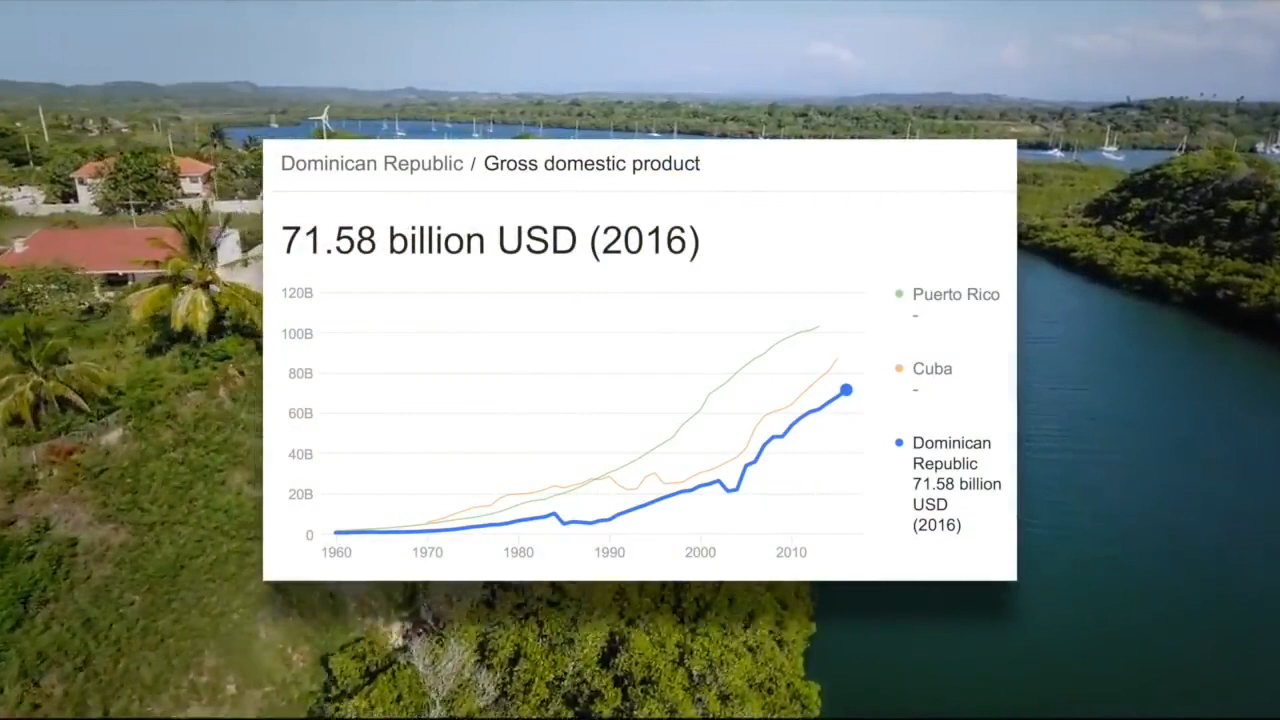 Dominican Republic / Gross domestic product
71.58 billion USD (2016)
120B
100B
80B
60B
40B
20B
0
1960 1970 1980 1990 2000 2010
Puerto Rico
-
Cuba
-
Dominican
Republic
71.58 billion
USD
(2016)